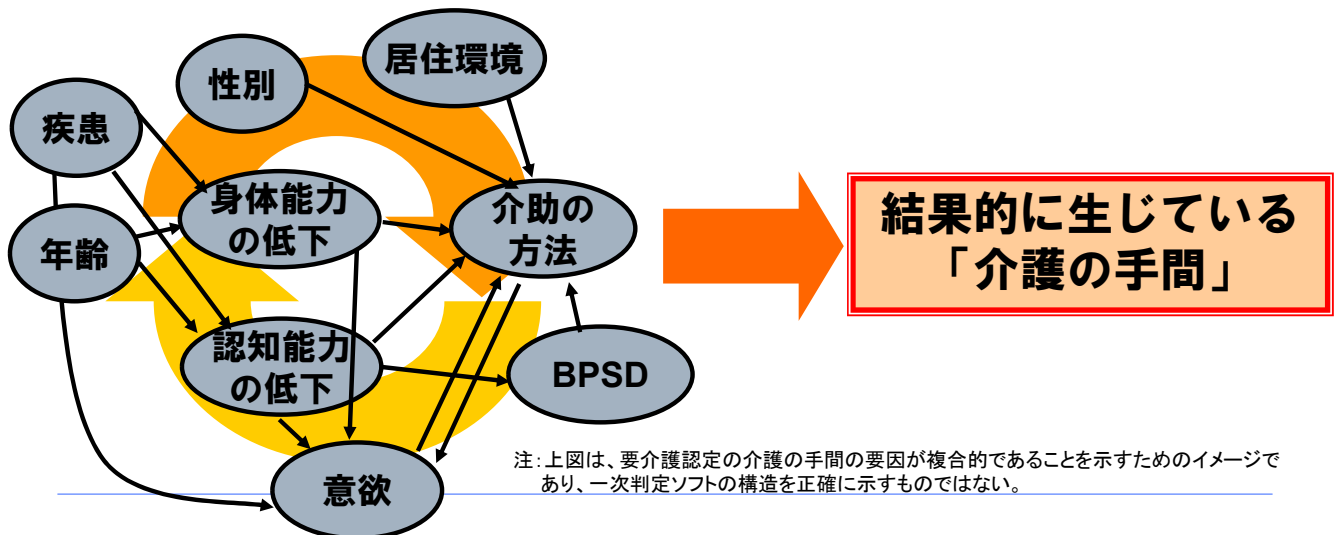 性別
居住環境
疾患
身体能力
の低下
介助の
方法
年齢
認知能力
の低下
BPSD
意欲
結果的に生じている
「介護の手間」
注：上図は、要介護認定の介護の手間の要因が複合的であることを示すためのイメージで
あり、一次判定ソフトの構造を正確に示すものではない。